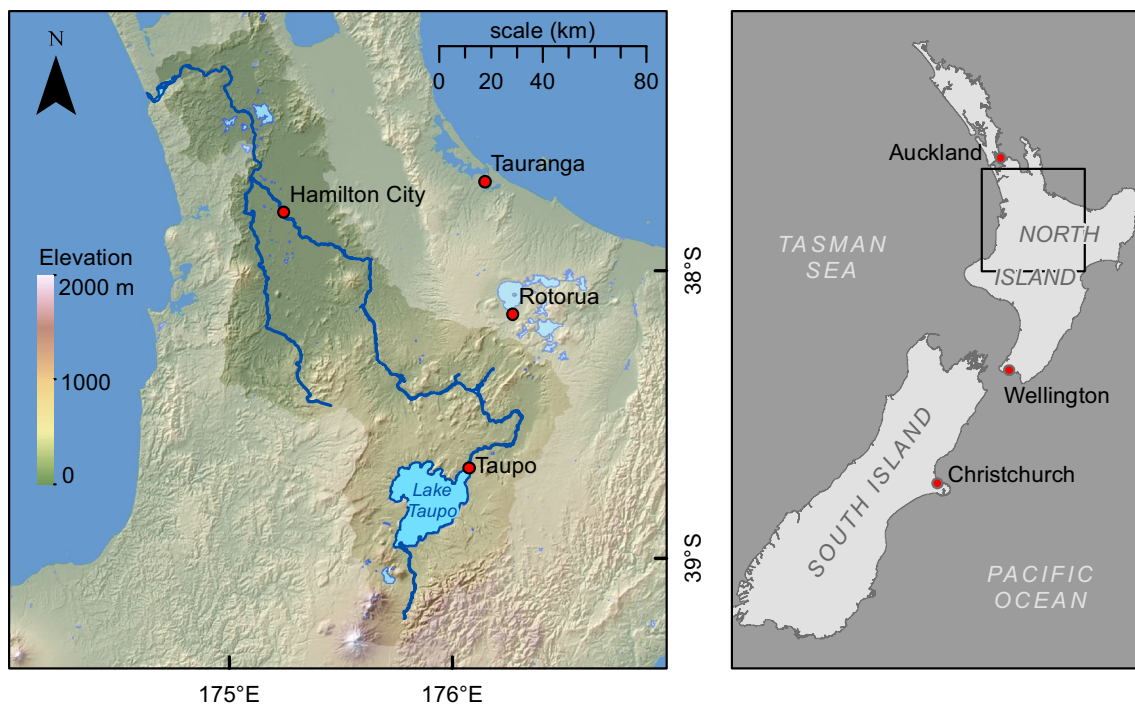 N
scale (km)
0 20 40 60 80
Tauranga
Hamilton City
Elevation
2000 m
1000
0
Rotorua
Taupo
Lake
Taupo
38°S
39°S
175°E
176°E
Auckland
TASMAN
SEA
NORTH
ISLAND
Wellington
SOUTH ISLAND
Christchurch
PACIFIC
OCEAN